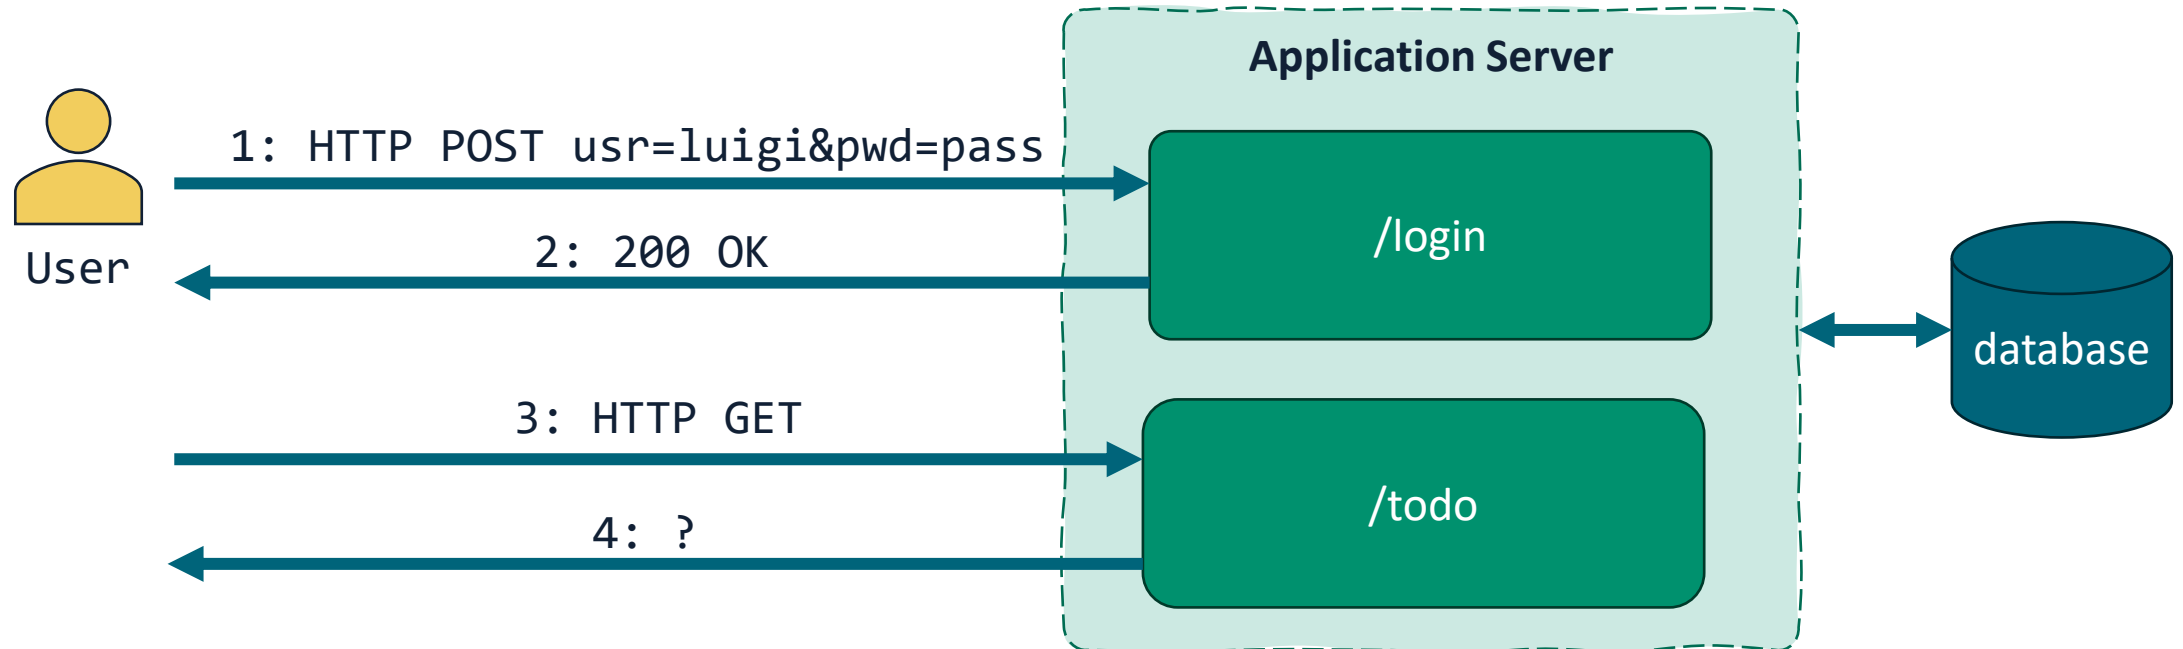 Application Server
1: HTTP POST usr=luigi&pwd=pass
/login
2: 200 OK
User
database
3: HTTP GET
/todo
4: ?